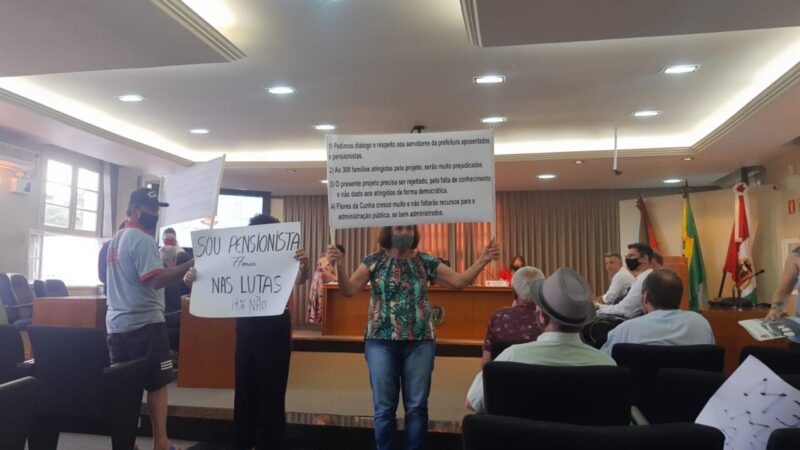 1) Pedimos diálogo e respeito aos servidores da prefeitura aposentados
e pensionistas.
2) As 300 famílias atingidas pelo projeto, serão muito prejudicadas.
3) O presente projeto precisa ser rejeitado, pela falta de conhecimento
e não dado aos atingidos de forma democrática.
4) Flores da Cunha cresce muito e não faltarão recursos para a
administração pública, se bem administrados.
SOU PENSIONISTA
NAS LUTAS
14% NÃO